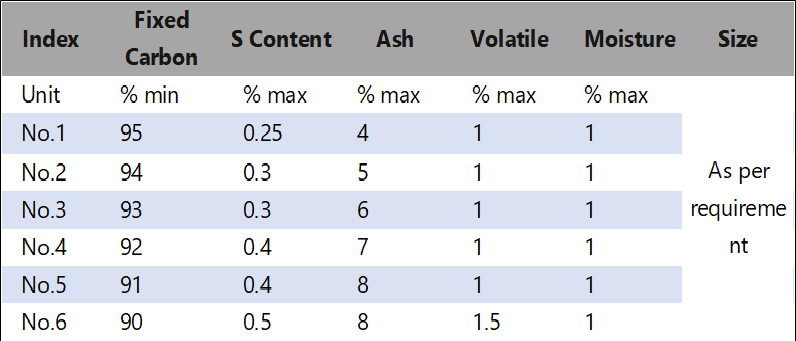 Index Fixed Carbon S Content Ash Volatile Moisture Size
Unit % min % max % max % max % max
No.1 95 0.25 4 1 1
No.2 94 0.3 5 1 1
No.3 93 0.3 6 1 1
No.4 92 0.4 7 1 1
No.5 91 0.4 8 1 1
No.6 90 0.5 8 1.5 1
As per
requireme
nt